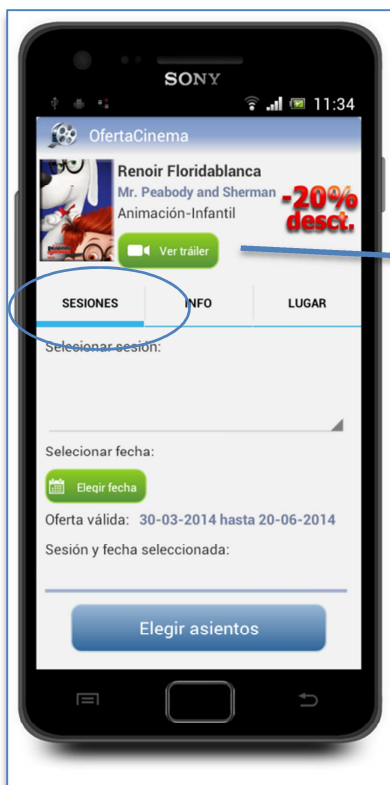 SONY
11:34
OfertaCinema
Renoir Floridablanca
Mr. Peabody and Sherman
Animación-Infantil
-20%
desct.
Ver tráiler
SESIONES
INFO
LUGAR
Selecionar sesión:
Selecionar fecha:
Elegir fecha
Oferta válida: 30-03-2014 hasta 20-06-2014
Sesión y fecha seleccionada:
Elegir asientos